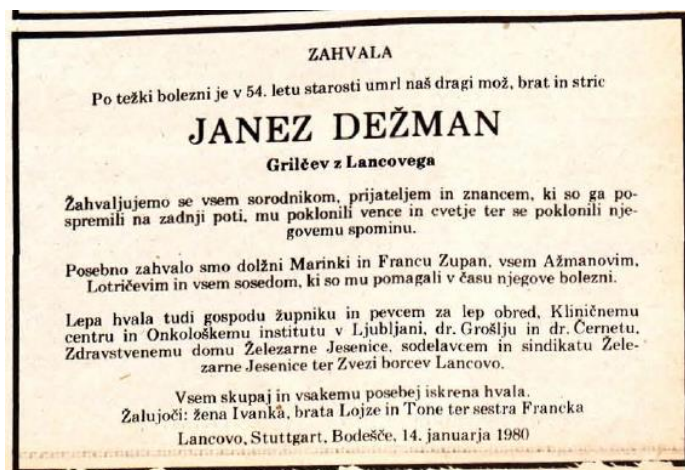 ZAHVALA
Po težki bolezni je v 54. letu starosti umrl naš dragi mož, brat in stric
JANEZ DEŽMAN
Grilčev z Lancovega
Žahvaljujemo se vsem sorodnikom, prijateljem in znancem, ki so ga po-
spremili na zadnji poti, mu poklonili vence in cvetje ter se poklonili nje-
govemu spominu.
Posebno zahvalo smo dolžni Marinki in Francu Zupan, vsem Ažmanovim,
Lotričevim in vsem sosedom, ki so mu pomagali v času njegove bolezni.
Lepa hvala tudi gospodu župniku in pevcem za lep obred, Kliničnemu
centru in Onkološkemu institutu v Ljubljani, dr. Grošlju in dr. Černetu,
Zdravstvenemu domu Železarne Jesenice, sodelavcem in sindikatu Žele-
zarne Jesenice ter Zvezi borcev Lancovo.
Vsem skupaj in vsakemu posebej iskrena hvala.
Žalujoči: žena Ivanka, brata Lojze in Tone ter sestra Francka
Lancovo, Stuttgart, Bodešče, 14. januarja 1980